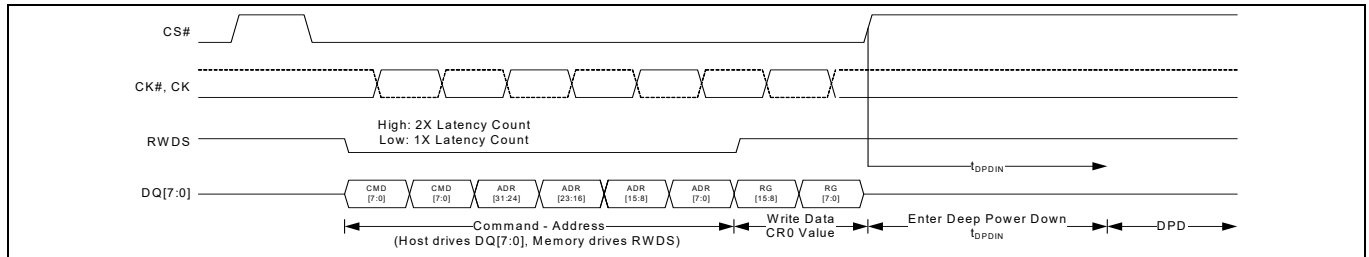 CS#
CK#, CK
High: 2X Latency Count
Low: 1X Latency Count
RWDS
tDPDIN
DQ[7:0]
CMD [7:0]
CMD [7:0]
ADR [31:24]
ADR [23:16]
ADR [15:8]
ADR [7:0]
RG [15:8]
RG [7:0]
Command - Address
(Host drives DQ[7:0], Memory drives RWDS)
Write Data
CR0 Value
Enter Deep Power Down
tDPDIN
DPD